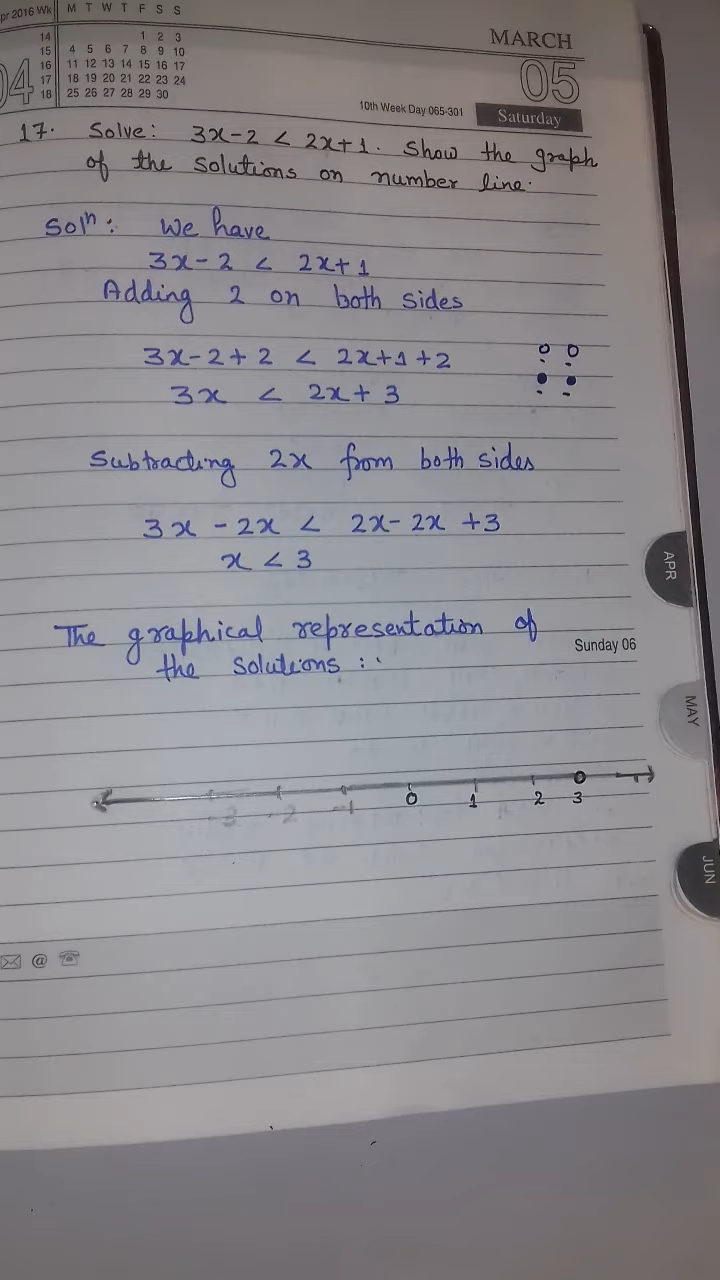 pr 2016 Wk M T W T F S S
14 1 2 3
15 4 5 6 7 8 9 10
16 11 12 13 14 15 16 17
17 18 19 20 21 22 23 24
18 25 26 27 28 29 30
04
MARCH
05
10th Week Day 065-301
Saturday
17. Solve: 3x-2 < 2x+1. Show the graph
of the solutions on number line.
Solⁿ: We have
3x-2 < 2x+1
Adding 2 on both sides
3x-2+2 < 2x+1+2
3x < 2x+3
Subtracting 2x from both sides
3x-2x < 2x-2x+3
x < 3
APR
The graphical representation of
Sunday 06
the solutions :
MAY
-3 -2 -1 0 1 2 3
JUN
@